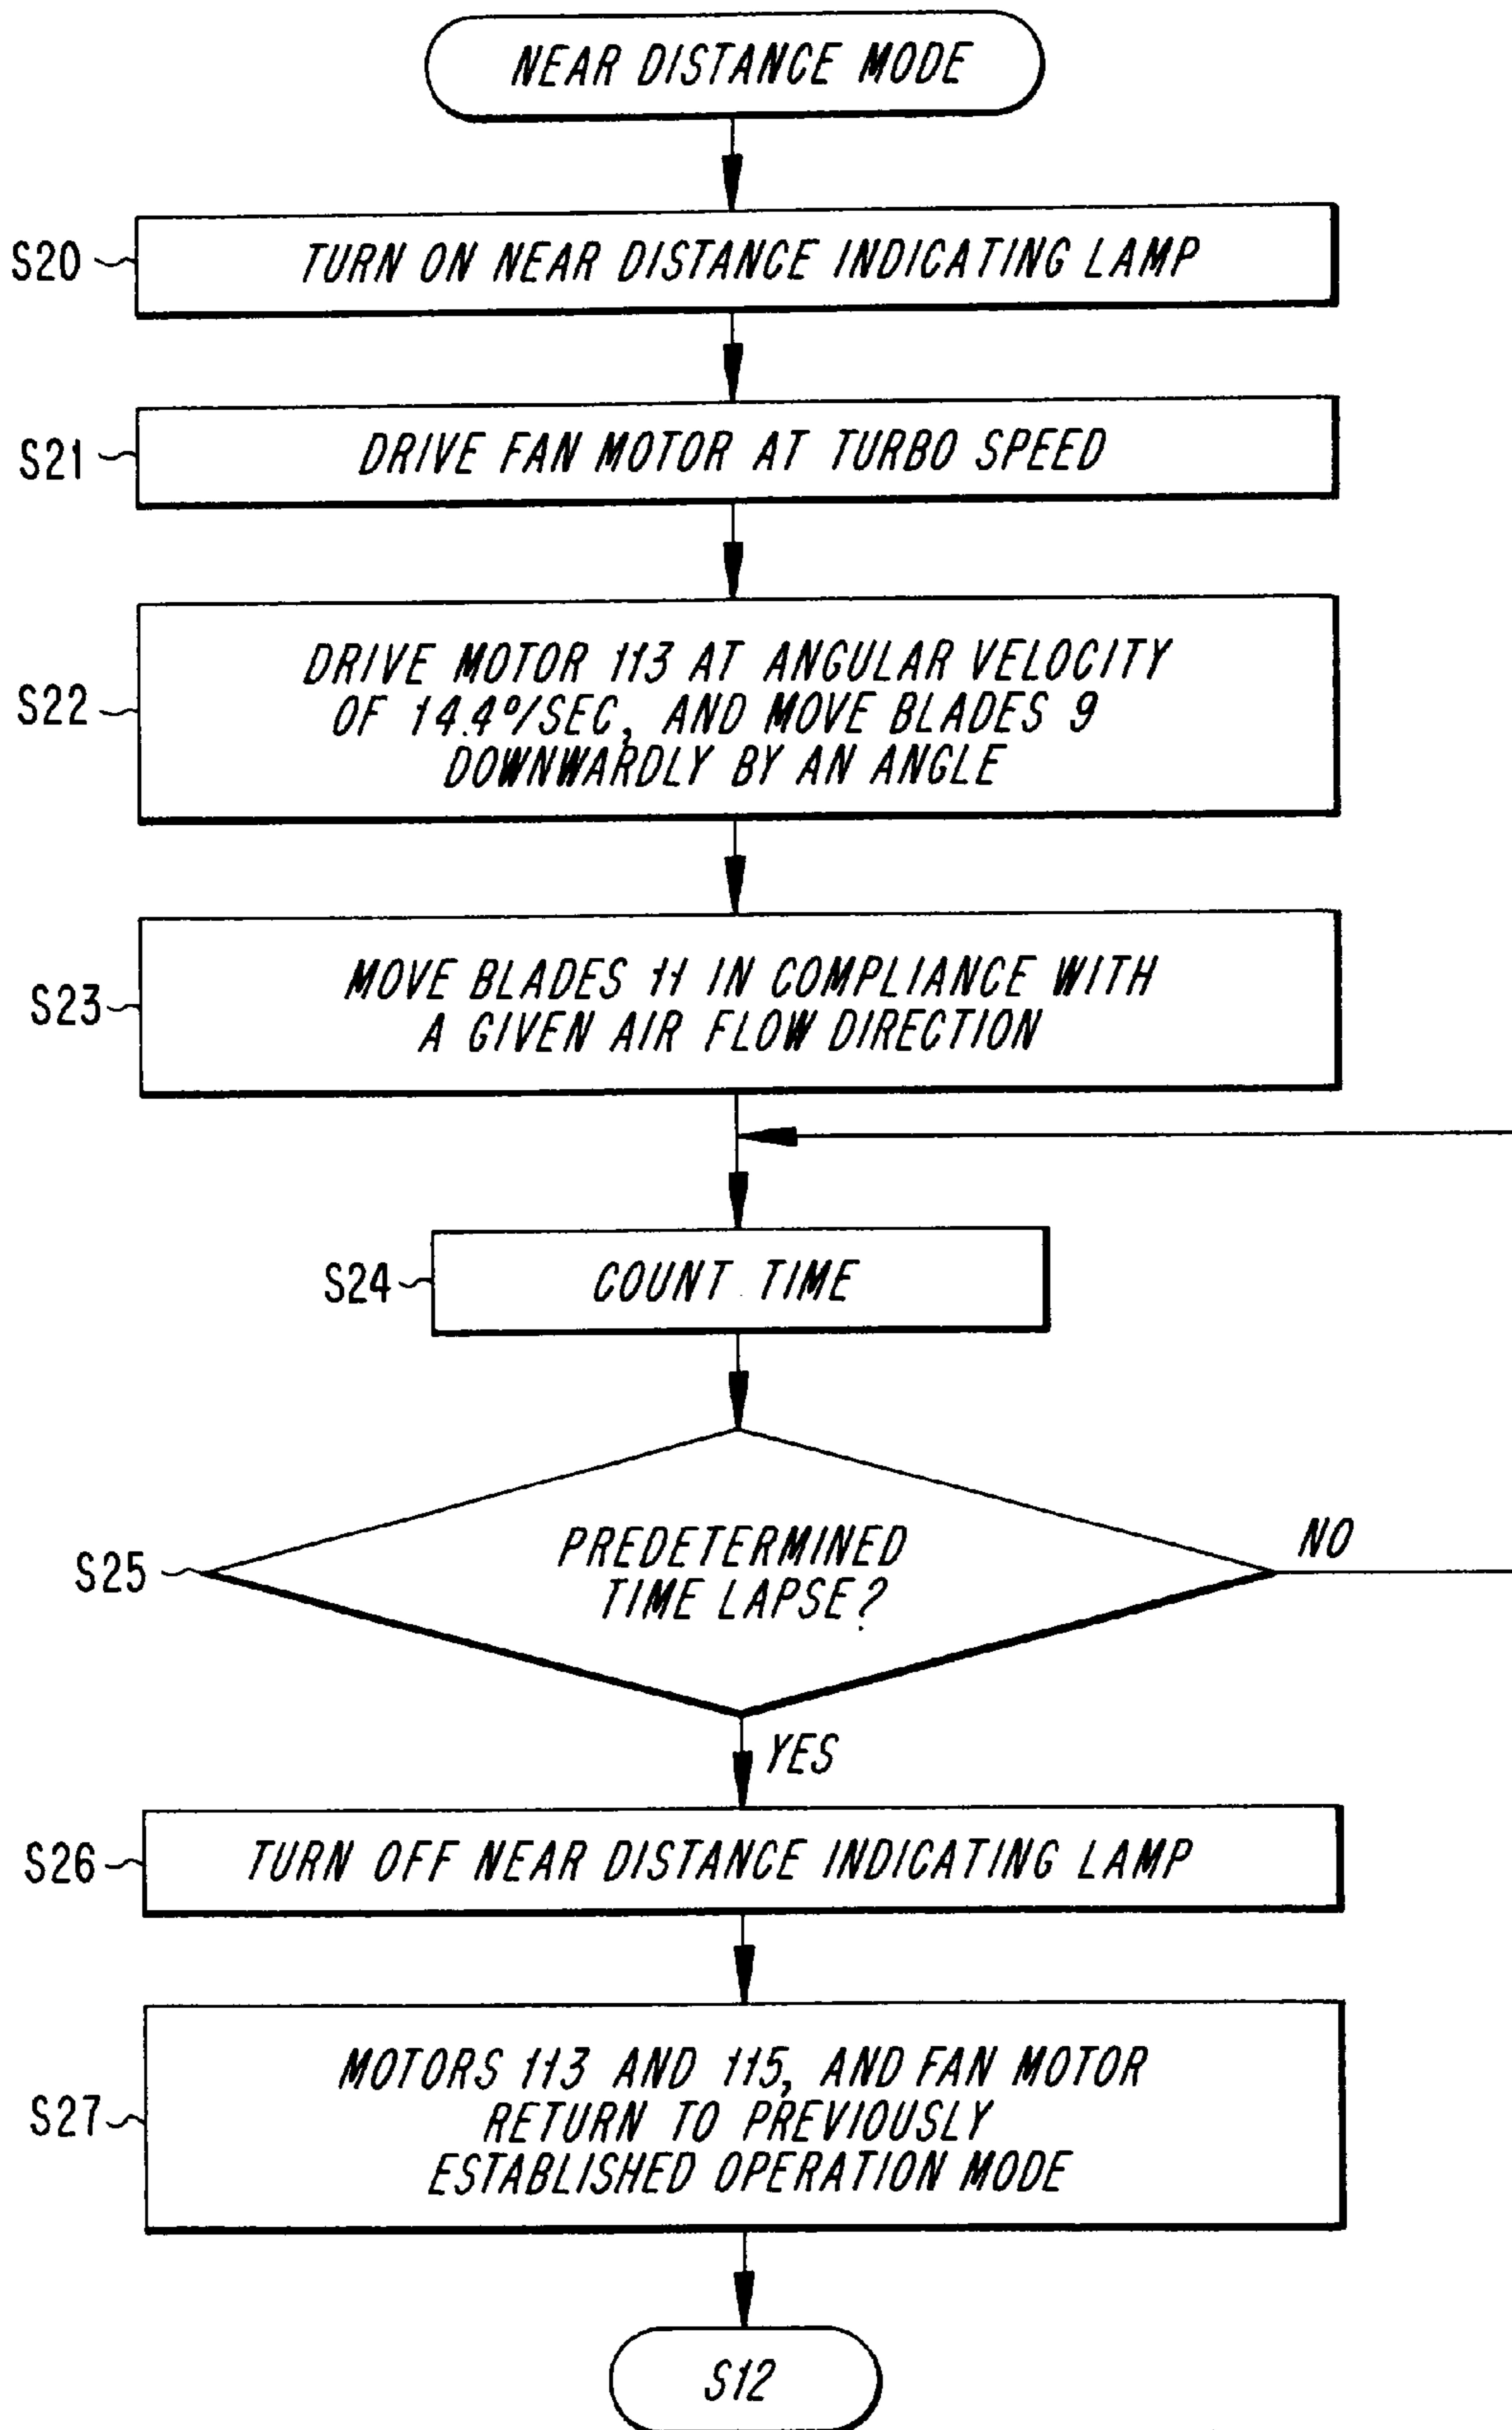 NEAR DISTANCE MODE
S20
TURN ON NEAR DISTANCE INDICATING LAMP
S21
DRIVE FAN MOTOR AT TURBO SPEED
S22
DRIVE MOTOR 113 AT ANGULAR VELOCITY
OF 14.4°/SEC, AND MOVE BLADES 9
DOWNWARDLY BY AN ANGLE
S23
MOVE BLADES 11 IN COMPLIANCE WITH
A GIVEN AIR FLOW DIRECTION
S24
COUNT TIME
S25
PREDETERMINED
TIME LAPSE?
NO
YES
S26
TURN OFF NEAR DISTANCE INDICATING LAMP
S27
MOTORS 113 AND 115, AND FAN MOTOR
RETURN TO PREVIOUSLY
ESTABLISHED OPERATION MODE
S12